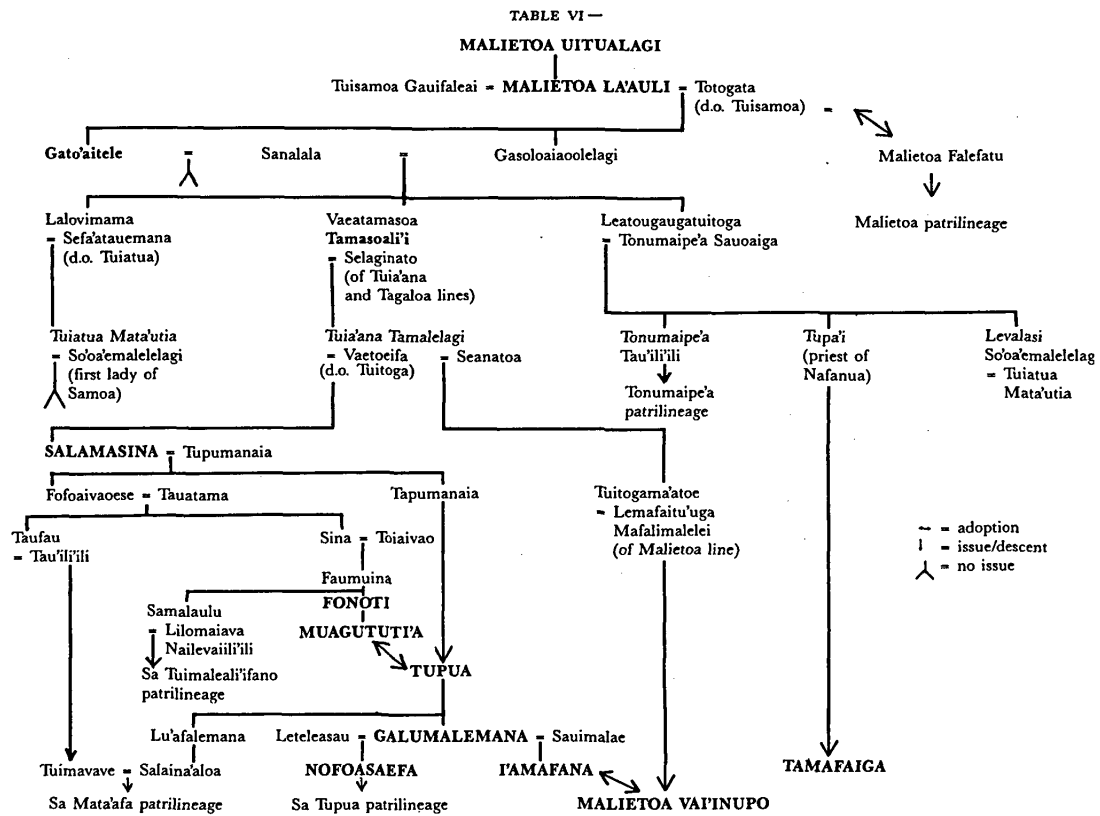 TABLE VI —
MALIETOA UITUALAGI
Tuisamoa Gauifaleai = MALIETOA LA'AULI = Totogata
(d.o. Tuisamoa) =
Gato'aitele = Sanalala = Gasoloaiaoolelagi
Malietoa Falefatu
Malietoa patrilineage
Lalovimama
= Sefa'atauemana
(d.o. Tuiatua)
Vaeatamasoa
Tamasoali'i
= Selaginato
(of Tuia'ana
and Tagaloa lines)
Leatougaugatuitoga
= Tonumaipe'a Sauoaiga
Tuiatua Mata'utia
= So'oa'emalelelagi
(first lady of
Samoa)
Tuia'ana Tamalelagi
= Vaetoeifa
(d.o. Tuitoga)
= Seanatoa
Tonumaipe'a
Tau'ili'ili
Tonumaipe'a
patrilineage
Tupa'i
(priest of
Nafanua)
Levalasi
So'oa'emalelelag
= Tuiatua
Mata'utia
SALAMASINA = Tupumanaia
Fofoaivaoese = Tauatama
Tapumanaia
Tuitogama'atoe
= Lemafaitu'uga
Mafalimalelei
(of Malietoa line)
Taufau
= Tau'ili'ili
Sina = Toiaivao
Faumuina
FONOTI
MUAGUTUTI'A
Samalaulu
= Lilomaiava
Nailevaiili'ili
Sa Tuimaleali'ifano
patrilineage
TUPUA
↔ = adoption
| = issue/descent
= no issue
Lu'afalemana
Leteleasau = GALUMALEMANA = Sauimalae
Tuimavave = Salaina'aloa
NOFOASAEFA
I'AMAFANA
TAMAFAIGA
Sa Mata'afa patrilineage
Sa Tupua patrilineage
MALIETOA VAI'INUPO